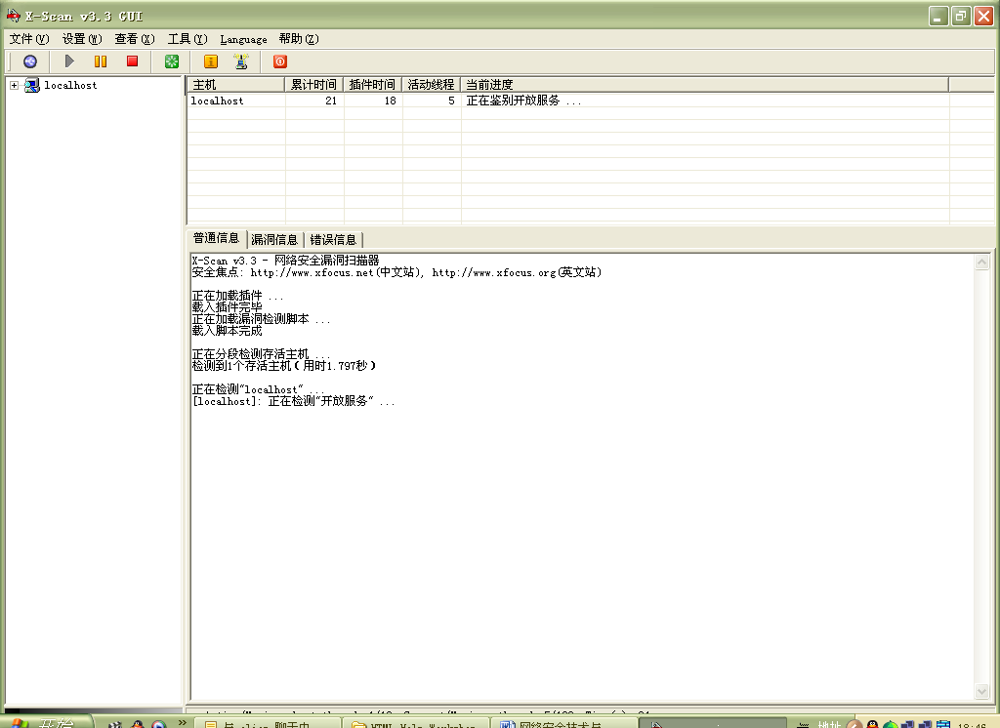 X-Scan v3.3 GUI
文件(V) 设置(W) 查看(X) 工具(Y) Language 帮助(Z)
localhost
主机 累计时间 插件时间 活动线程 当前进度
localhost 21 18 5 正在鉴别开放服务 ...
普通信息 漏洞信息 错误信息
X-Scan v3.3 - 网络安全漏洞扫描器
安全焦点: http://www.xfocus.net(中文站), http://www.xfocus.org(英文站)
正在加载插件 ...
载入插件完毕
正在加载漏洞检测脚本 ...
载入脚本完成
正在分段检测存活主机 ...
检测到1个存活主机(用时1.797秒)
正在检测"localhost" ...
[localhost]: 正在检测"开放服务" ...
开始 HTML Help Workshop 网络安全技术与 地址 18:46